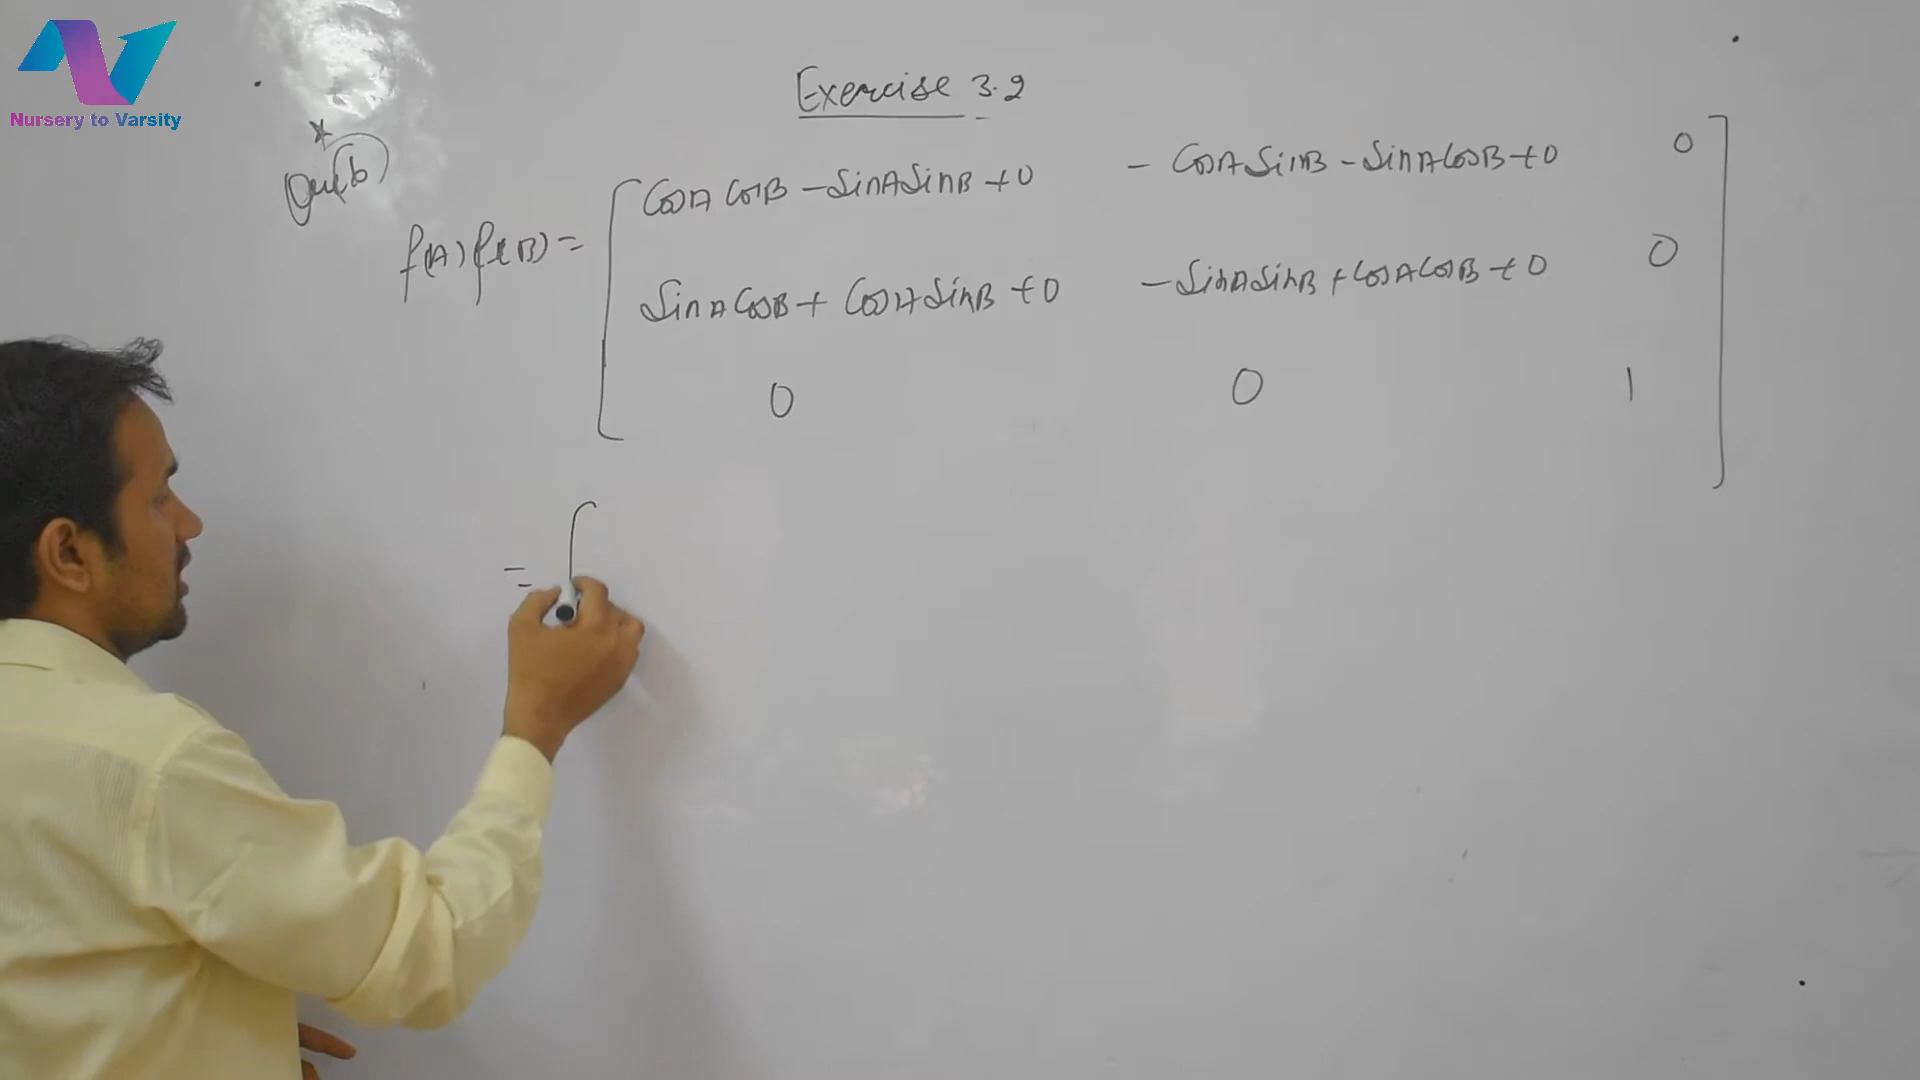 Nursery to Varsity
Exercise 3.2
CosA CosB - SinA SinB + 0 - CosA SinB - SinA CosB + 0 0
f(A) f(B) =
SinA CosB + CosA SinB + 0 - SinA SinB + CosA CosB + 0 0
0 0 1
=